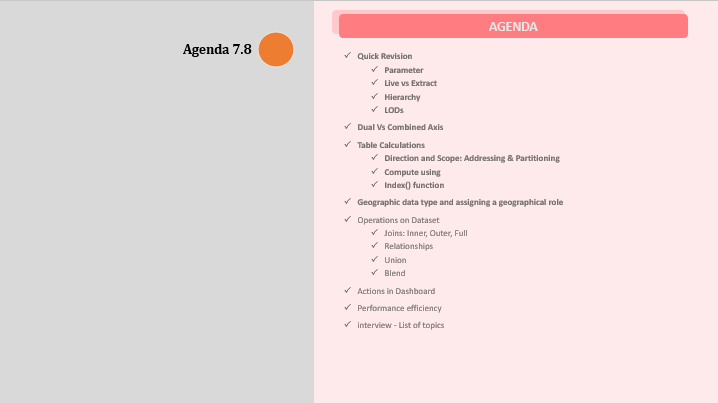 Agenda 7.8
AGENDA
✓ Quick Revision
✓ Parameter
✓ Live vs Extract
✓ Hierarchy
✓ LODs
✓ Dual Vs Combined Axis
✓ Table Calculations
✓ Direction and Scope: Addressing & Partitioning
✓ Compute using
✓ Index() function
✓ Geographic data type and assigning a geographical role
✓ Operations on Dataset
✓ Joins: Inner, Outer, Full
✓ Relationships
✓ Union
✓ Blend
✓ Actions in Dashboard
✓ Performance efficiency
✓ interview - List of topics